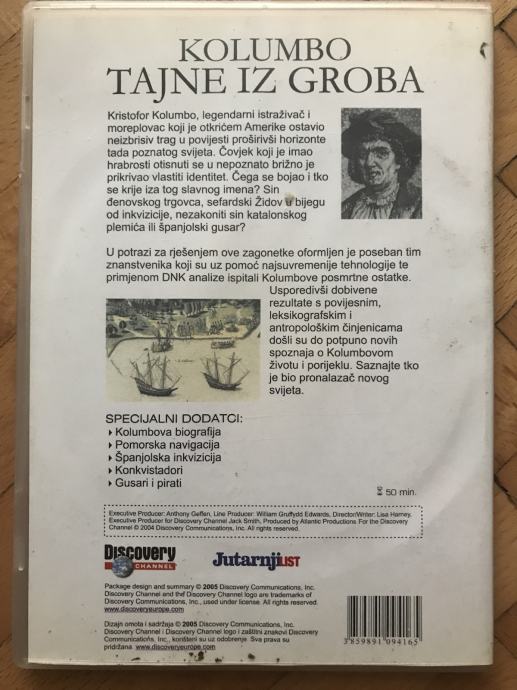 KOLUMBO
TAJNE IZ GROBA
Kristofor Kolumbo, legendarni istraživač i
moreplovac koji je otkrićem Amerike ostavio
neizbrisiv trag u povijesti proširivši horizonte
tada poznatog svijeta. Čovjek koji je imao
hrabrosti otisnuti se u nepoznato brižno je
prikrivao vlastiti identitet. Čega se bojao i tko
se krije iza tog slavnog imena? Sin
đenovskog trgovca, sefardski Židov u bijegu
od inkvizicije, nezakoniti sin katalonskog
plemića ili španjolski gusar?
U potrazi za rješenjem ove zagonetke oformljen je poseban tim
znanstvenika koji su uz pomoć najsuvremenije tehnologije te
primjenom DNK analize ispitali Kolumbove posmrtne ostatke.
Usporedivši dobivene
rezultate s povijesnim,
leksikografskim i
antropološkim činjenicama
došli su do potpuno novih
spoznaja o Kolumbovom
životu i porijeklu. Saznajte tko
je bio pronalazač novog
svijeta.
SPECIJALNI DODATCI:
Kolumbova biografija
Pomorska navigacija
Španjolska inkvizicija
Konkvistadori
Gusari i pirati
50 min.
Executive Producer: Anthony Geffen, Line Producer: William Gruffydd Edwards, Director/Writer: Lisa Harney,
Executive Producer for Discovery Channel Jack Smith, Produced by Atlantic Productions For the Discovery
Channel © 2004 Discovery Communications, Inc. All rights reserved.
Discovery
CHANNEL
Jutarnji LIST
Package design and summary © 2005 Discovery Communications, Inc.
Discovery Channel and the Discovery Channel logo are trademarks of
Discovery Communications, Inc., used under license. All rights reserved.
www.discoveryeurope.com
Dizajn omota i sadržaja © 2005 Discovery Communications, Inc.
Discovery Channel i Discovery Channel logo i zaštitni znakovi Discovery
Communications, Inc., korišteni su uz odobrenje. Sva prava su
pridržana www.discoveryeurope.com
3859891 094165